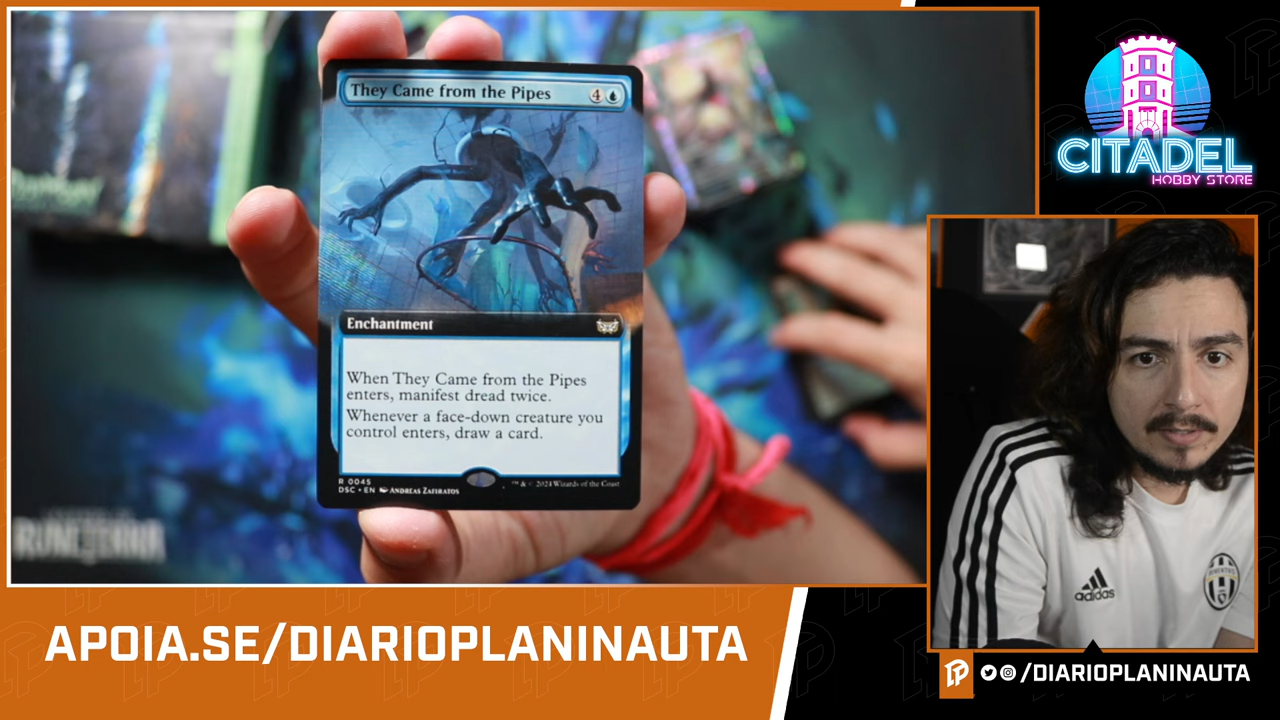 They Came from the Pipes 4
Enchantment
When They Came from the Pipes
enters, manifest dread twice.
Whenever a face-down creature you
control enters, draw a card.
R 0045
DSC • EN ANDREAS ZAFIRATOS
™ & © 2024 Wizards of the Coast
RUNETERRA
CITADEL
HOBBY STORE
adidas
JUVENTUS
APOIA.SE/DIARIOPLANINAUTA
/DIARIOPLANINAUTA